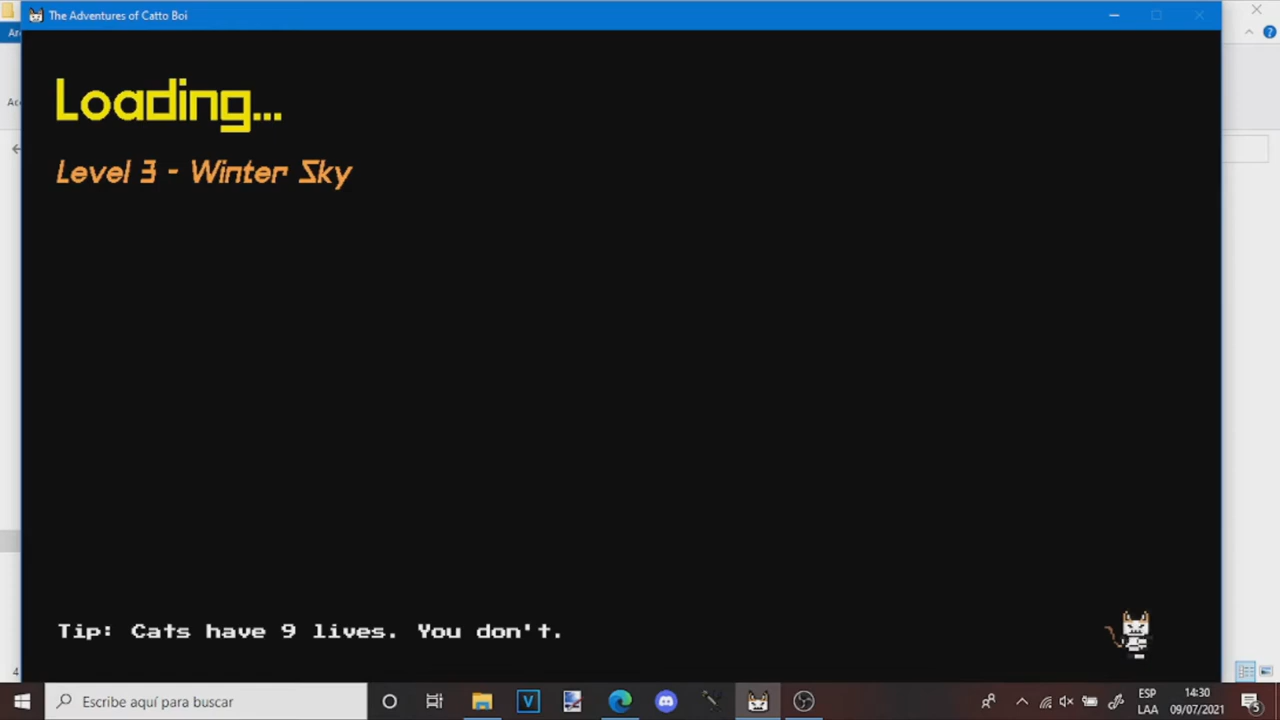 The Adventures of Catto Boi
Loading...
Level 3 - Winter Sky
Tip: Cats have 9 lives. You don't.
Escribe aquí para buscar
ESP
LAA
14:30
09/07/2021